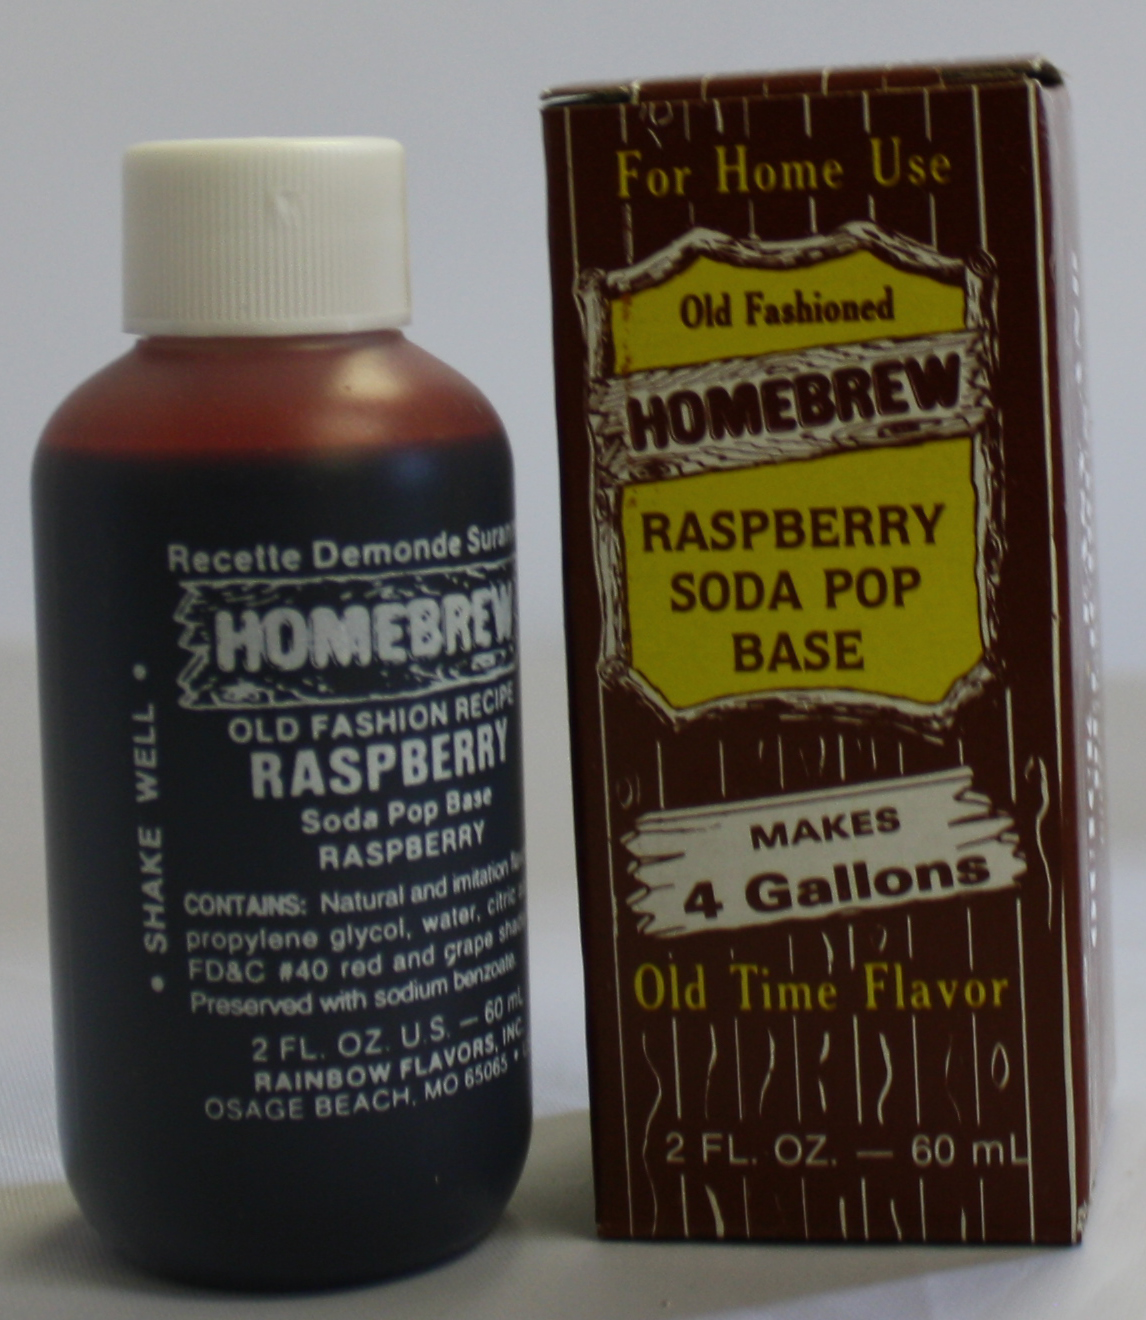 Recette Demonde
HOMEBREW
OLD FASHION RECIPE
RASPBERRY
Soda Pop Base
RASPBERRY
CONTAINS: Natural and imitation
propylene glycol, water, citric
FD&C #40 red and grape
Preserved with sodium benzoate.
2 FL. OZ. U.S. — 60 mL
RAINBOW FLAVORS, INC.
OSAGE BEACH, MO 65065 •
• SHAKE WELL •
For Home Use
Old Fashioned
HOMEBREW
RASPBERRY
SODA POP
BASE
MAKES
4 Gallons
Old Time Flavor
2 FL. OZ. — 60 mL